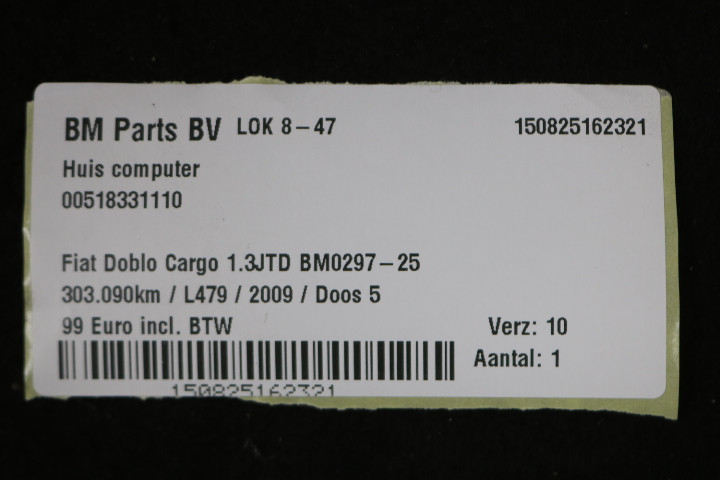 BM Parts BV LOK 8-47 150825162321
Huis computer
00518331110
Fiat Doblo Cargo 1.3JTD BM0297-25
303.090km / L479 / 2009 / Doos 5
99 Euro incl. BTW Verz: 10
Aantal: 1
150825162321